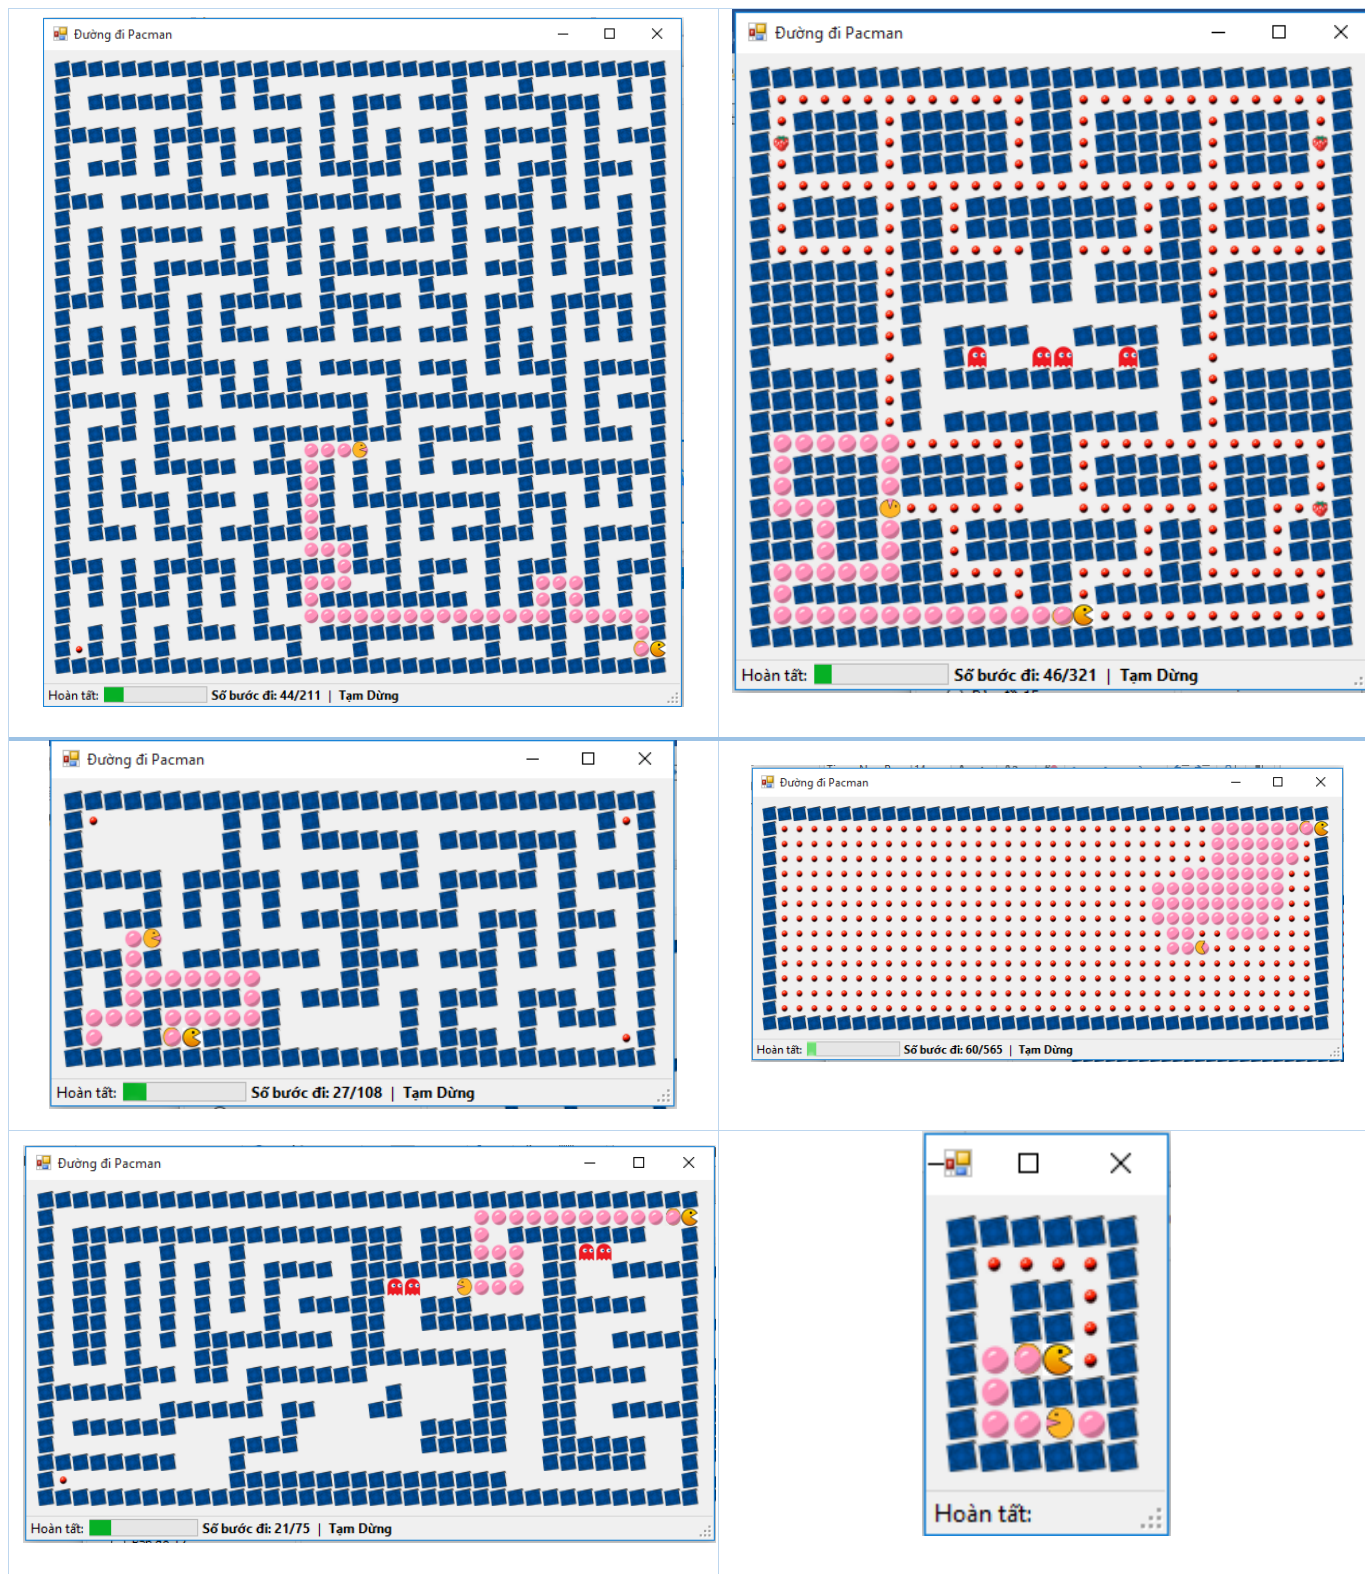 Đường đi Pacman
Hoàn tất: Số bước đi: 44/211 | Tạm Dừng
Đường đi Pacman
Hoàn tất: Số bước đi: 46/321 | Tạm Dừng
Đường đi Pacman
Hoàn tất: Số bước đi: 27/108 | Tạm Dừng
Đường đi Pacman
Hoàn tất: Số bước đi: 60/565 | Tạm Dừng
Đường đi Pacman
Hoàn tất: Số bước đi: 21/75 | Tạm Dừng
Hoàn tất: